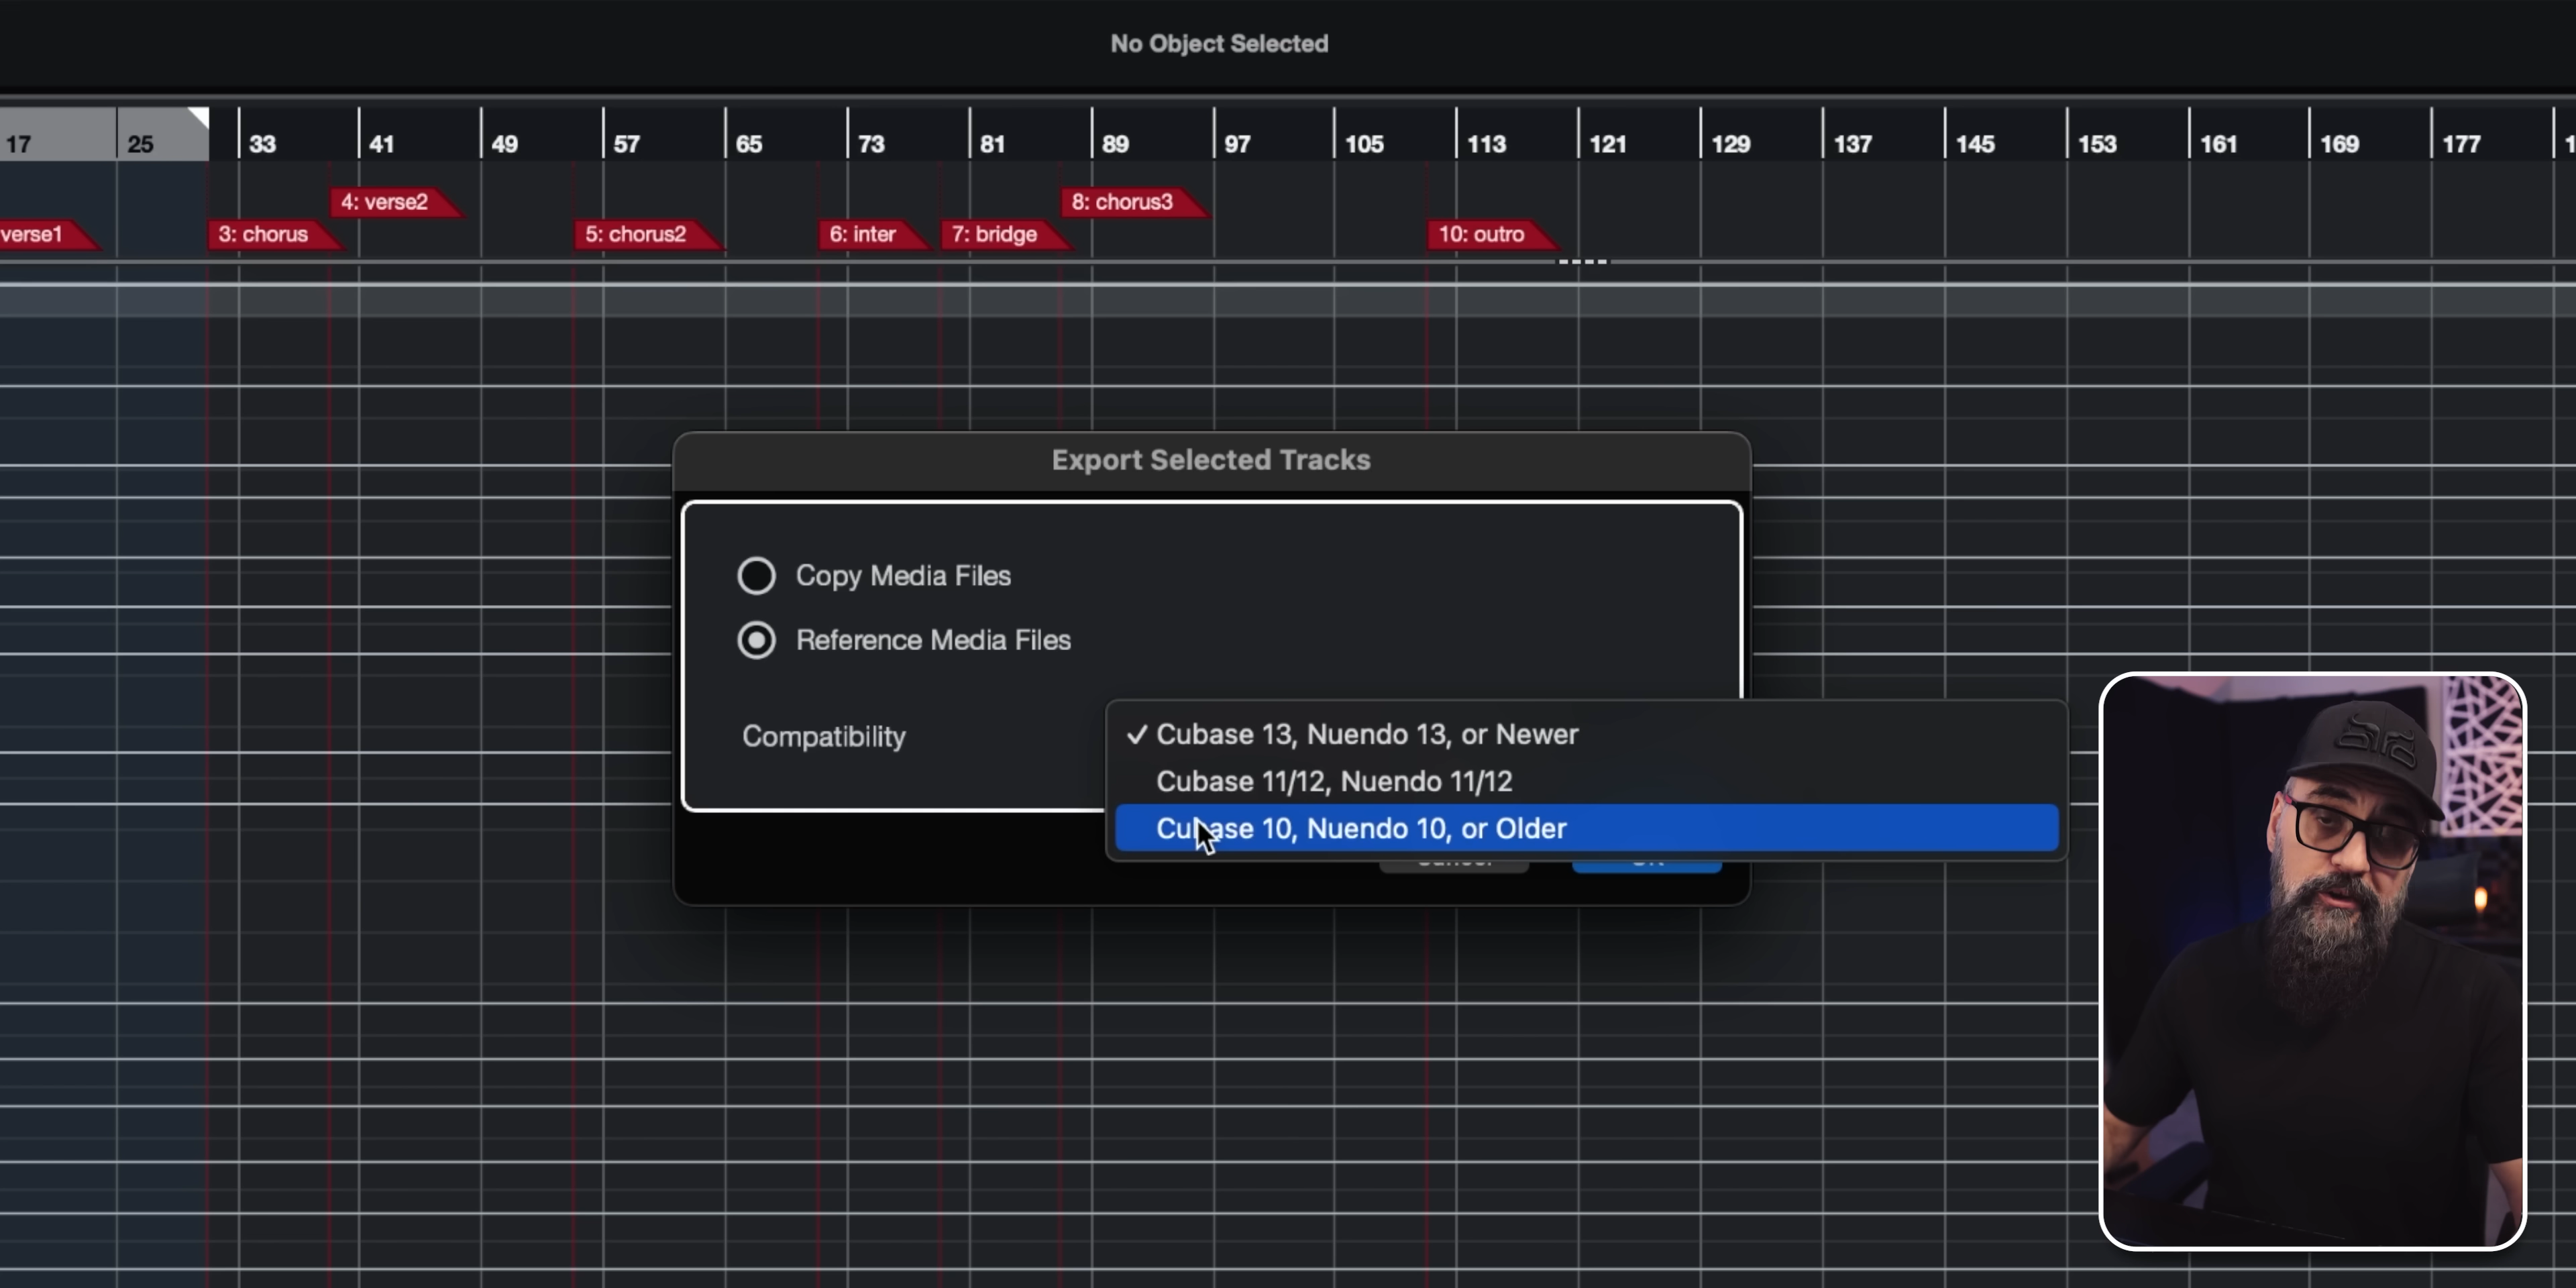 No Object Selected
17 25 33 41 49 57 65 73 81 89 97 105 113 121 129 137 145 153 161 169 177
4: verse2 8: chorus3
verse1 3: chorus 5: chorus2 6: inter 7: bridge 10: outro
Export Selected Tracks
Copy Media Files
Reference Media Files
Compatibility ✓ Cubase 13, Nuendo 13, or Newer
Cubase 11/12, Nuendo 11/12
Cubase 10, Nuendo 10, or Older